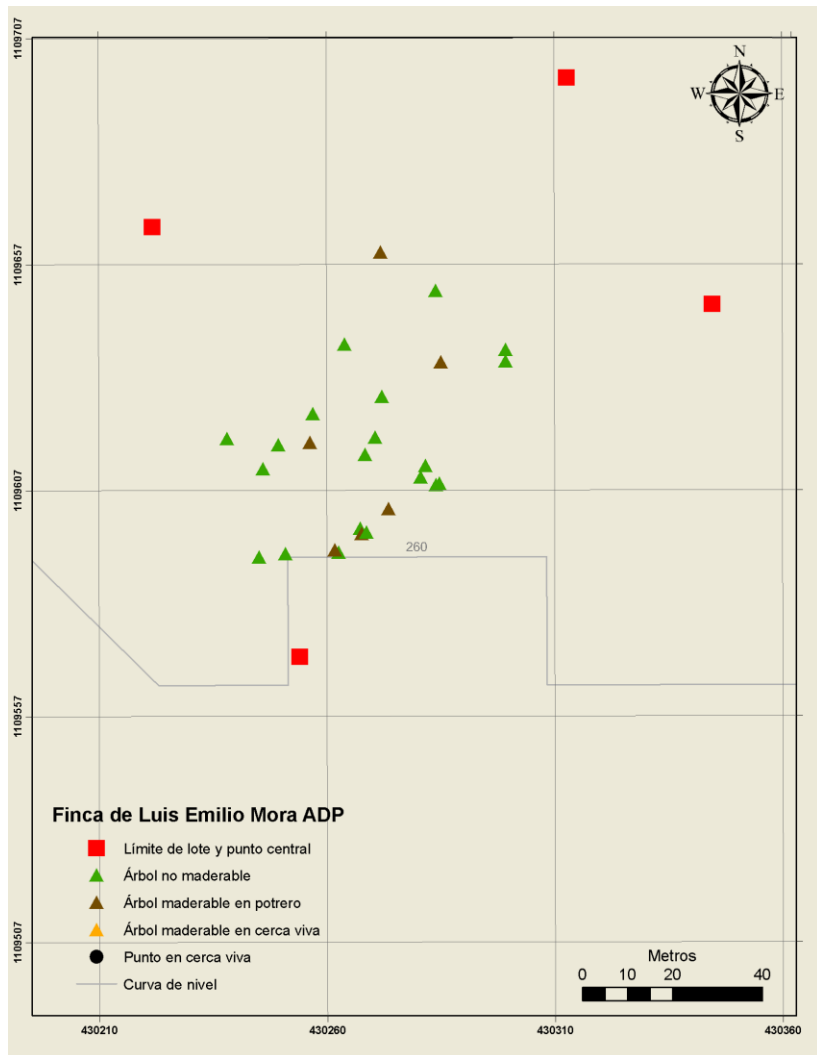 1109707
N
W
E
S
1109657
1109607
260
1109557
Finca de Luis Emilio Mora ADP
Límite de lote y punto central
Árbol no maderable
Árbol maderable en potrero
Árbol maderable en cerca viva
Punto en cerca viva
Curva de nivel
1109507
Metros
0 10 20 40
430210 430260 430310 430360